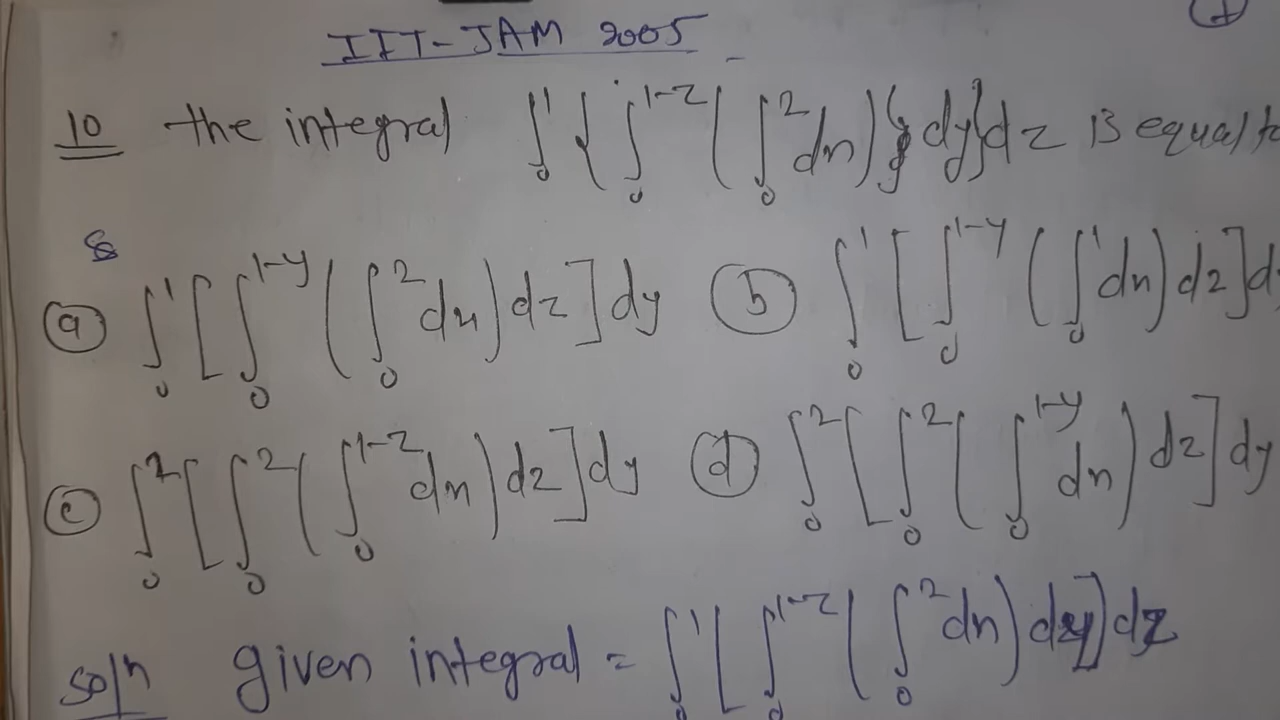 IIT-JAM 2005
10 the integral ∫₀¹ { ∫₀^{1-z} ( ∫₀² dx ) dy } dz is equal to
(a) ∫₀¹ [ ∫₀^{1-y} ( ∫₀² dx ) dz ] dy (b) ∫₀¹ [ ∫₀^{1-y} ( ∫₀¹ dx ) dz ] d
(c) ∫₀² [ ∫₀² ( ∫₀^{1-z} dx ) dz ] dy (d) ∫₀² [ ∫₀² ( ∫₀^{1-y} dx ) dz ] dy
Soln given integral = ∫₀¹ [ ∫₀^{1-z} ( ∫₀² dx ) dy ] dz